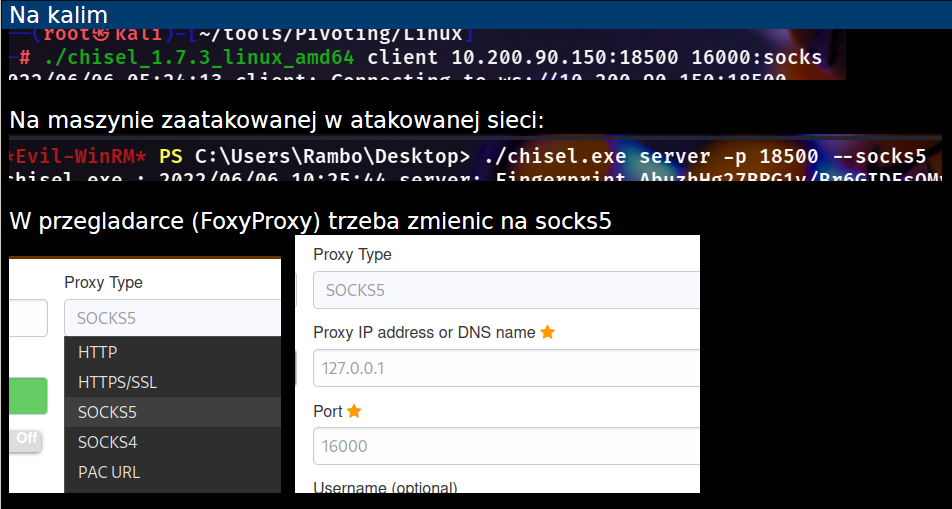 Na kalim
(root㉿kali)-[~/tools/Pivoting/Linux]
# ./chisel_1.7.3_linux_amd64 client 10.200.90.150:18500 16000:socks
2022/06/06 05:24:13 client: Connecting to ws://10.200.90.150:18500
Na maszynie zaatakowanej w atakowanej sieci:
*Evil-WinRM* PS C:\Users\Rambo\Desktop> ./chisel.exe server -p 18500 --socks5
chisel.exe : 2022/06/06 10:25:44 server: Fingerprint
W przegladarce (FoxyProxy) trzeba zmienic na socks5
Proxy Type
SOCKS5
HTTP
HTTPS/SSL
SOCKS5
SOCKS4
PAC URL
Off
Proxy Type
SOCKS5
Proxy IP address or DNS name ★
127.0.0.1
Port ★
16000
Username (optional)